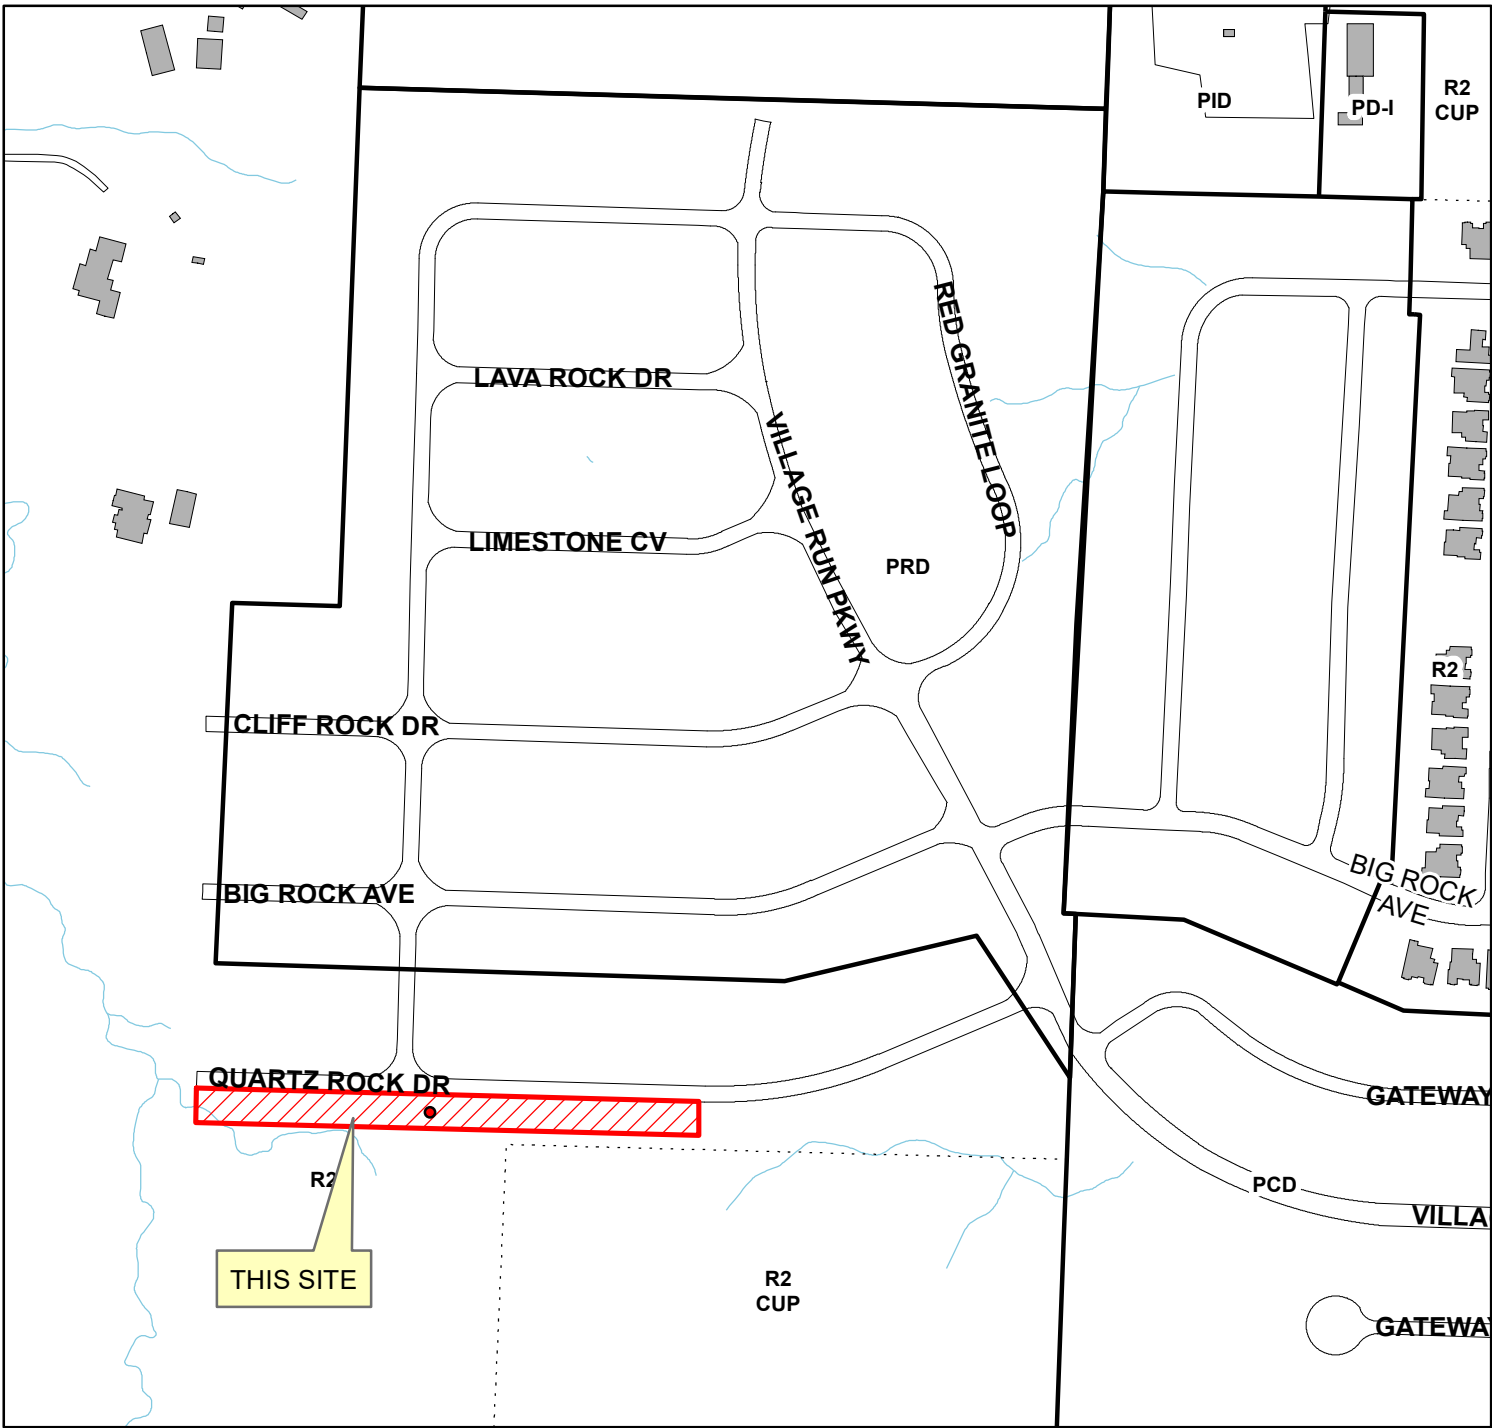 PID
PD-I
R2
CUP
RED GRANITE LOOP
LAVA ROCK DR
VILLAGE RUN PKWY
LIMESTONE CV
PRD
R2
CLIFF ROCK DR
BIG ROCK
AVE
BIG ROCK AVE
QUARTZ ROCK DR
GATEWAY
R2
PCD
VILLA
THIS SITE
R2
CUP
GATEWAY